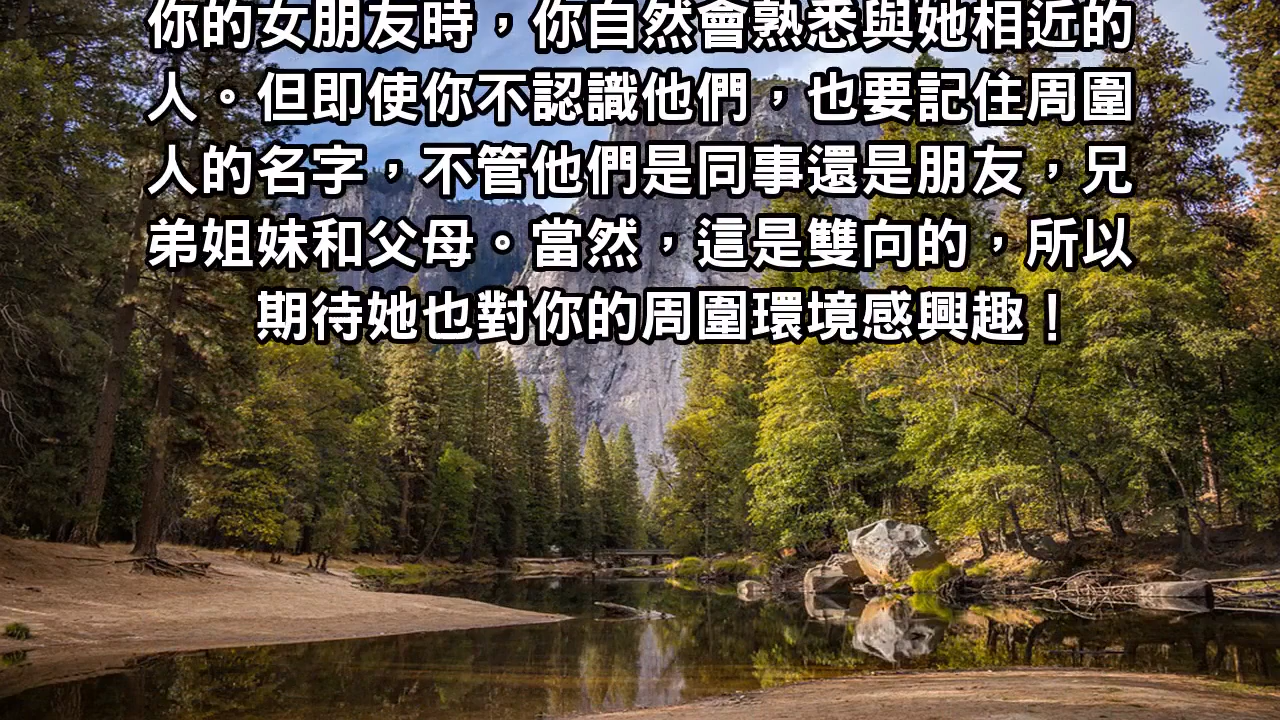 你的女朋友時，你自然會熟悉與她相近的
人。但即使你不認識他們，也要記住周圍
人的名字，不管他們是同事還是朋友，兄
弟姐妹和父母。當然，這是雙向的，所以
期待她也對你的周圍環境感興趣！